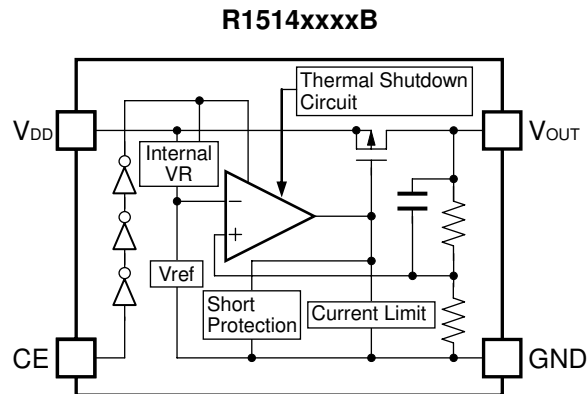 R1514xxxxB
Thermal Shutdown
Circuit
VDD
VOUT
Internal
VR
−
+
Vref
Short
Protection
Current Limit
CE
GND